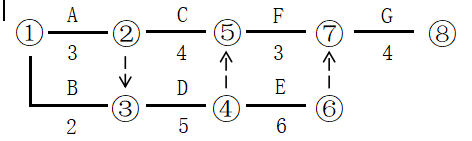 A C F G
① ② ⑤ ⑦ ⑧
3 4 3 4
B D E
③ ④ ⑥
2 5 6